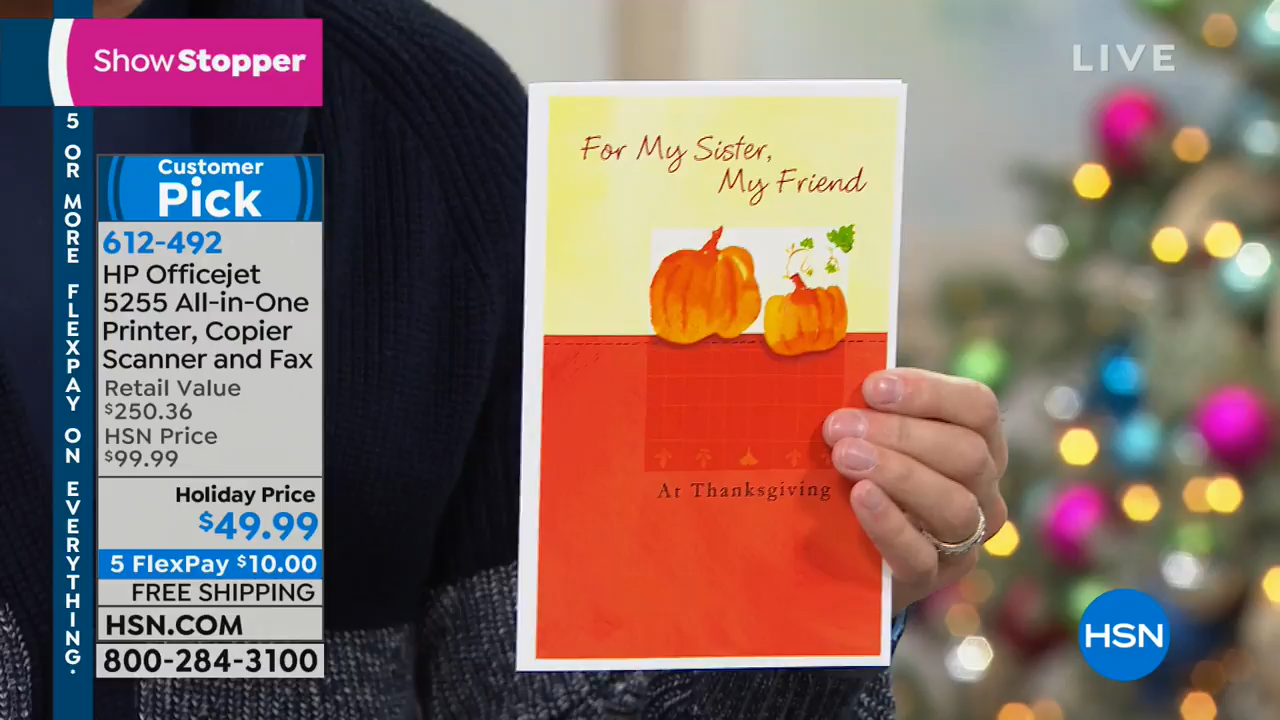 Show Stopper
LIVE
5 OR MORE FLEXPAY ON EVERYTHING.
Customer
Pick
612-492
HP Officejet
5255 All-in-One
Printer, Copier
Scanner and Fax
Retail Value
$250.36
HSN Price
$99.99
Holiday Price
$49.99
5 FlexPay $10.00
FREE SHIPPING
HSN.COM
800-284-3100
For My Sister,
My Friend
At Thanksgiving
HSN